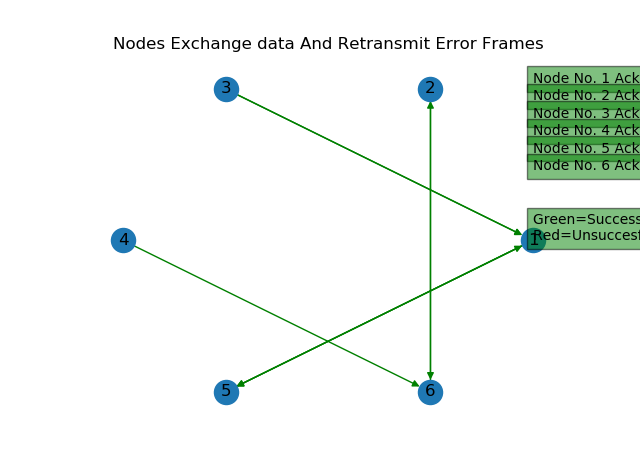 Nodes Exchange data And Retransmit Error Frames
3
2
Node No. 1 Ack
Node No. 2 Ack
Node No. 3 Ack
Node No. 4 Ack
Node No. 5 Ack
Node No. 6 Ack
Green=Success
Red=Unsuccesf
4
1
5
6